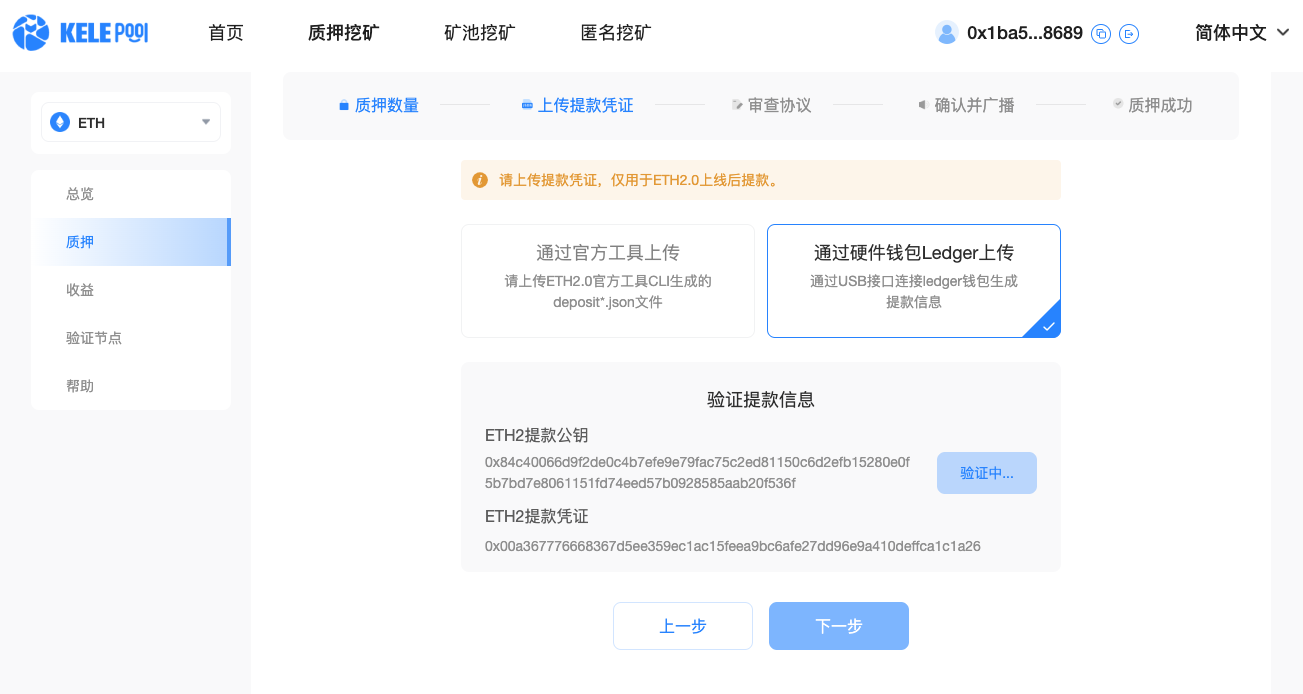 KELE POOL
首页
质押挖矿
矿池挖矿
匿名挖矿
0x1ba5...8689
简体中文
ETH
总览
质押
收益
验证节点
帮助
质押数量
上传提款凭证
审查协议
确认并广播
质押成功
请上传提款凭证，仅用于ETH2.0上线后提款。
通过官方工具上传
请上传ETH2.0官方工具CLI生成的
deposit*.json文件
通过硬件钱包Ledger上传
通过USB接口连接ledger钱包生成
提款信息
验证提款信息
ETH2提款公钥
0x84c40066d9f2de0c4b7efe9e79fac75c2ed81150c6d2efb15280e0f
5b7bd7e8061151fd74eed57b0928585aab20f536f
验证中...
ETH2提款凭证
0x00a367776668367d5ee359ec1ac15feea9bc6afe27dd96e9a410deffca1c1a26
上一步
下一步